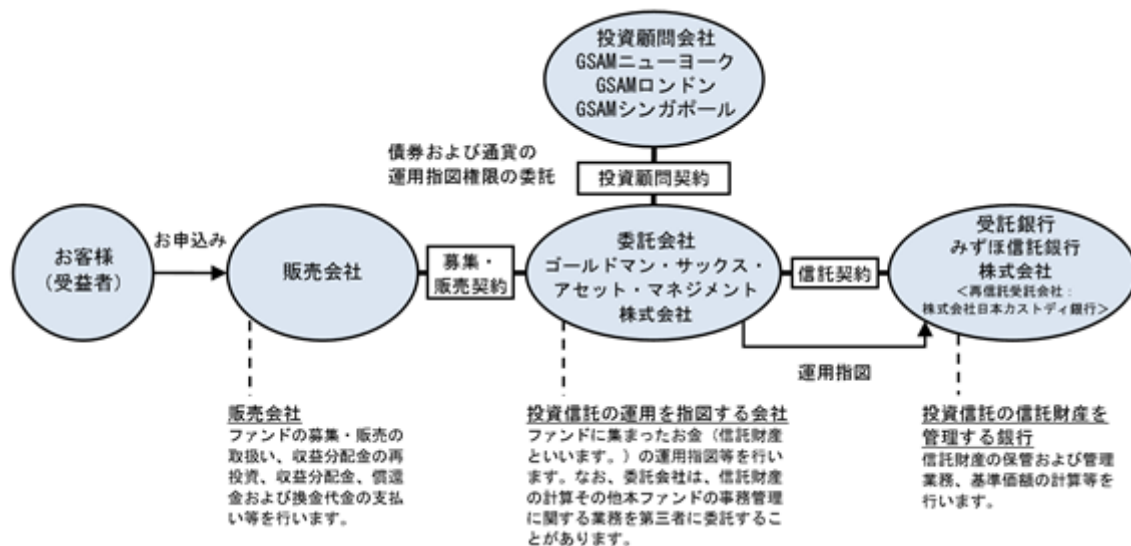 投資顧問会社
GSAMニューヨーク
GSAMロンドン
GSAMシンガポール
債券および通貨の
運用指図権限の委託
投資顧問契約
お客様
（受益者）
お申込み
販売会社
募集・
販売契約
委託会社
ゴールドマン・サックス・
アセット・マネジメント
株式会社
信託契約
受託銀行
みずほ信託銀行
株式会社
＜再信託受託会社：
株式会社日本カストディ銀行＞
運用指図
販売会社
ファンドの募集・販売の
取扱い、収益分配金の再
投資、収益分配金、償還
金および換金代金の支払
い等を行います。
投資信託の運用を指図する会社
ファンドに集まったお金（信託財産
といいます。）の運用指図等を行い
ます。なお、委託会社は、信託財産
の計算その他本ファンドの事務管理
に関する業務を第三者に委託するこ
とがあります。
投資信託の信託財産を
管理する銀行
信託財産の保管および管理
業務、基準価額の計算等を
行います。